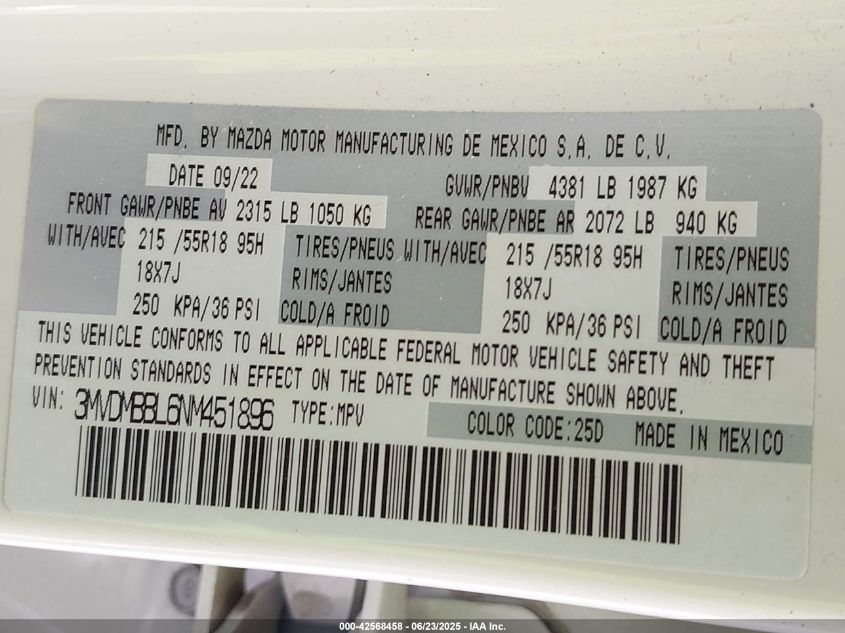 MFD. BY MAZDA MOTOR MANUFACTURING DE MEXICO S.A. DE C.V.
DATE 09/22 GVWR/PNBV 4381 LB 1987 KG
FRONT GAWR/PNBE AV 2315 LB 1050 KG REAR GAWR/PNBE AR 2072 LB 940 KG
WITH/AVEC 215 /55R18 95H TIRES/PNEUS WITH/AVEC 215 /55R18 95H TIRES/PNEUS
18X7J RIMS/JANTES 18X7J RIMS/JANTES
250 KPA/36 PSI COLD/A FROID 250 KPA/36 PSI COLD/A FROID
THIS VEHICLE CONFORMS TO ALL APPLICABLE FEDERAL MOTOR VEHICLE SAFETY AND THEFT
PREVENTION STANDARDS IN EFFECT ON THE DATE OF MANUFACTURE SHOWN ABOVE.
VIN: 3MVDMBBL6NM451896 TYPE:MPV
COLOR CODE:25D MADE IN MEXICO
000-42568458 - 06/23/2025 - IAA Inc.